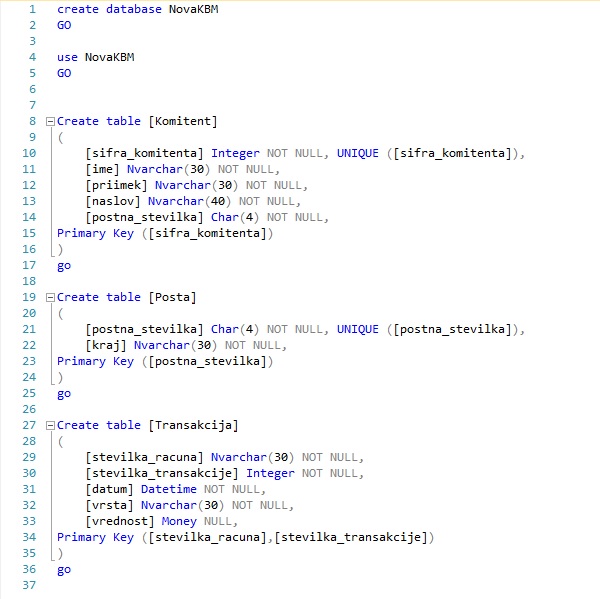 1 create database NovaKBM
2 GO
3
4 use NovaKBM
5 GO
6
7
8 Create table [Komitent]
9 (
10 [sifra_komitenta] Integer NOT NULL, UNIQUE ([sifra_komitenta]),
11 [ime] Nvarchar(30) NOT NULL,
12 [priimek] Nvarchar(30) NOT NULL,
13 [naslov] Nvarchar(40) NOT NULL,
14 [postna_stevilka] Char(4) NOT NULL,
15 Primary Key ([sifra_komitenta])
16 )
17 go
18
19 Create table [Posta]
20 (
21 [postna_stevilka] Char(4) NOT NULL, UNIQUE ([postna_stevilka]),
22 [kraj] Nvarchar(30) NOT NULL,
23 Primary Key ([postna_stevilka])
24 )
25 go
26
27 Create table [Transakcija]
28 (
29 [stevilka_racuna] Nvarchar(30) NOT NULL,
30 [stevilka_transakcije] Integer NOT NULL,
31 [datum] Datetime NOT NULL,
32 [vrsta] Nvarchar(30) NOT NULL,
33 [vrednost] Money NULL,
34 Primary Key ([stevilka_racuna],[stevilka_transakcije])
35 )
36 go
37